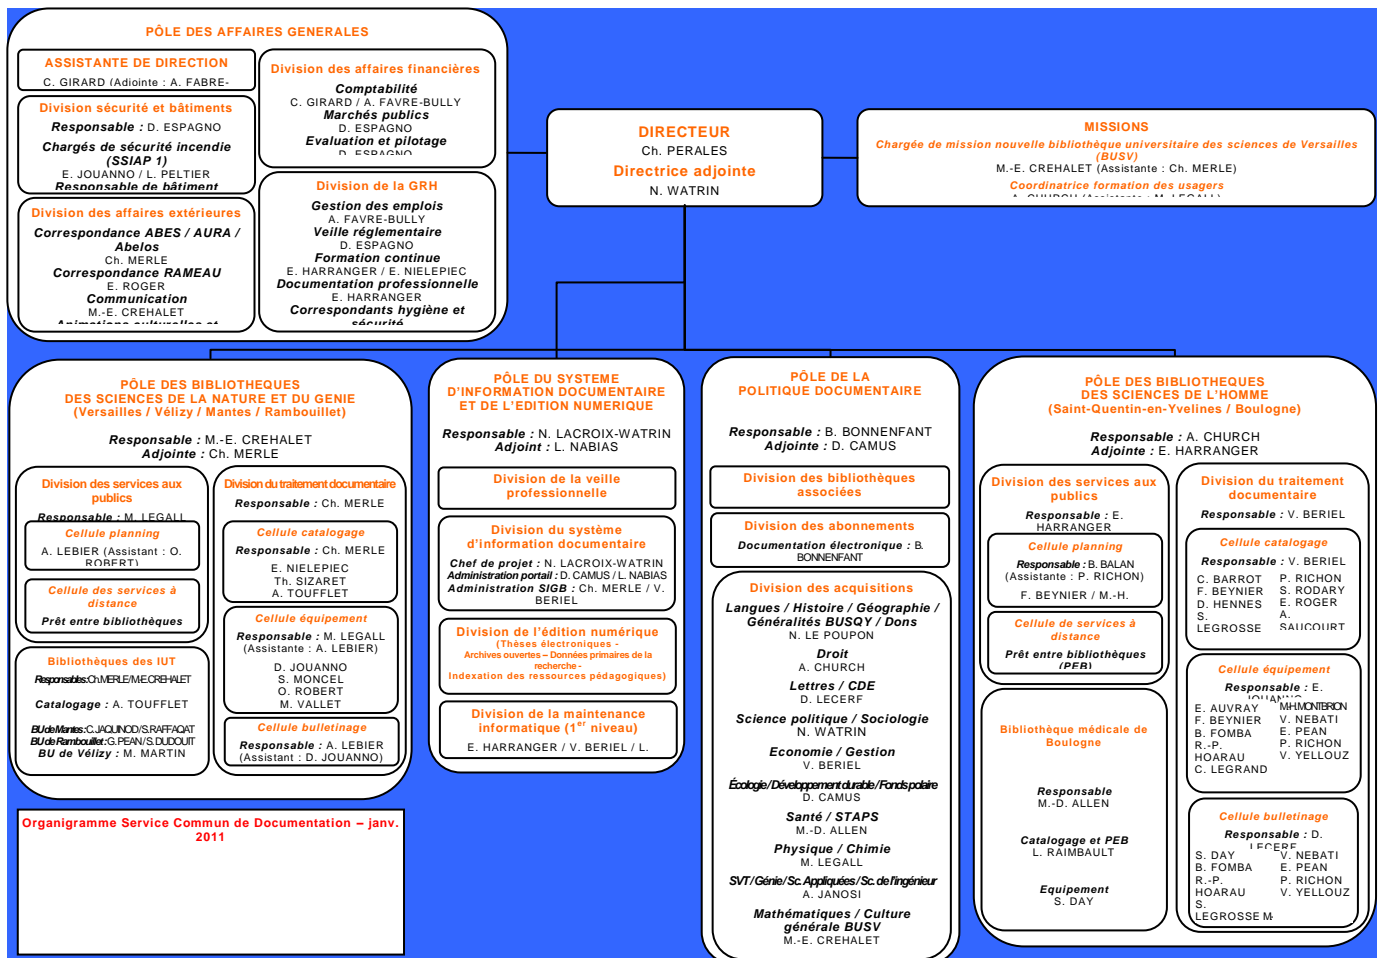 PÔLE DES AFFAIRES GENERALES
ASSISTANTE DE DIRECTION
C. GIRARD (Adjointe : A. FABRE-
Division sécurité et bâtiments
Responsable : D. ESPAGNO
Chargés de sécurité incendie
(SSIAP 1)
E. JOUANNO / L. PELTIER
Responsable de bâtiment
Division des affaires extérieures
Correspondance ABES / AURA /
Abelos
Ch. MERLE
Correspondance RAMEAU
E. ROGER
Communication
M.-E. CREHALET
Animations culturelles et
Division des affaires financières
Comptabilité
C. GIRARD / A. FAVRE-BULLY
Marchés publics
D. ESPAGNO
Evaluation et pilotage
D. ESPAGNO
Division de la GRH
Gestion des emplois
A. FAVRE-BULLY
Veille réglementaire
D. ESPAGNO
Formation continue
E. HARRANGER / E. NIELEPIEC
Documentation professionnelle
E. HARRANGER
Correspondants hygiène et
sécurité
DIRECTEUR
Ch. PERALES
Directrice adjointe
N. WATRIN
MISSIONS
Chargée de mission nouvelle bibliothèque universitaire des sciences de Versailles
(BUSV)
M.-E. CREHALET (Assistante : Ch. MERLE)
Coordinatrice formation des usagers
A. CHURCH (Assistante : M. LEGALL)
PÔLE DES BIBLIOTHEQUES
DES SCIENCES DE LA NATURE ET DU GENIE
(Versailles / Vélizy / Mantes / Rambouillet)
Responsable : M.-E. CREHALET
Adjointe : Ch. MERLE
Division des services aux
publics
Responsable : M. LEGALL
Cellule planning
A. LEBIER (Assistant : O.
ROBERT)
Cellule des services à
distance
Prêt entre bibliothèques
Bibliothèques des IUT
Responsables: Ch.MERLE/M-E.CREHALET
Catalogage : A. TOUFFLET
BU de Mantes : C. JAQUINOD / S. RAFFAQAT
BU de Rambouillet : G. PEAN / S. DUDOUIT
BU de Vélizy : M. MARTIN
Division du traitement documentaire
Responsable : Ch. MERLE
Cellule catalogage
Responsable : Ch. MERLE
E. NIELEPIEC
Th. SIZARET
A. TOUFFLET
Cellule équipement
Responsable : M. LEGALL
(Assistante : A. LEBIER)
D. JOUANNO
S. MONCEL
O. ROBERT
M. VALLET
Cellule bulletinage
Responsable : A. LEBIER
(Assistant : D. JOUANNO)
PÔLE DU SYSTEME
D'INFORMATION DOCUMENTAIRE
ET DE L'EDITION NUMERIQUE
Responsable : N. LACROIX-WATRIN
Adjoint : L. NABIAS
Division de la veille
professionnelle
Division du système
d'information documentaire
Chef de projet : N. LACROIX-WATRIN
Administration portail : D. CAMUS / L. NABIAS
Administration SIGB : Ch. MERLE / V.
BERIEL
Division de l'édition numérique
(Thèses électroniques -
Archives ouvertes – Données primaires de la
recherche -
Indexation des ressources pédagogiques)
Division de la maintenance
informatique (1er niveau)
E. HARRANGER / V. BERIEL / L.
PÔLE DE LA
POLITIQUE DOCUMENTAIRE
Responsable : B. BONNENFANT
Adjointe : D. CAMUS
Division des bibliothèques
associées
Division des abonnements
Documentation électronique : B.
BONNENFANT
Division des acquisitions
Langues / Histoire / Géographie /
Généralités BUSQY / Dons
N. LE POUPON
Droit
A. CHURCH
Lettres / CDE
D. LECERF
Science politique / Sociologie
N. WATRIN
Economie / Gestion
V. BERIEL
Écologie / Développement durable / Fonds polaire
D. CAMUS
Santé / STAPS
M.-D. ALLEN
Physique / Chimie
M. LEGALL
SVT / Génie / Sc. Appliquées / Sc. de l'ingénieur
A. JANOSI
Mathématiques / Culture
générale BUSV
M.-E. CREHALET
PÔLE DES BIBLIOTHEQUES
DES SCIENCES DE L'HOMME
(Saint-Quentin-en-Yvelines / Boulogne)
Responsable : A. CHURCH
Adjointe : E. HARRANGER
Division des services aux
publics
Responsable : E.
HARRANGER
Cellule planning
Responsable : B. BALAN
(Assistante : P. RICHON)
F. BEYNIER / M.-H.
Cellule de services à
distance
Prêt entre bibliothèques
(PEB)
Bibliothèque médicale de
Boulogne
Responsable
M.-D. ALLEN
Catalogage et PEB
L. RAIMBAULT
Equipement
S. DAY
Division du traitement
documentaire
Responsable : V. BERIEL
Cellule catalogage
Responsable : V. BERIEL
C. BARROT
F. BEYNIER
D. HENNES
S.
LEGROSSE
P. RICHON
S. RODARY
E. ROGER
A.
SAUCOURT
Cellule équipement
Responsable : E.
JOUANNO
E. AUVRAY
F. BEYNIER
B. FOMBA
R.-P.
HOARAU
C. LEGRAND
M.-H. MONTBRION
V. NEBATI
E. PEAN
P. RICHON
V. YELLOUZ
Cellule bulletinage
Responsable : D.
LECERF
S. DAY
B. FOMBA
R.-P.
HOARAU
S.
LEGROSSE M-
V. NEBATI
E. PEAN
P. RICHON
V. YELLOUZ
Organigramme Service Commun de Documentation – janv.
2011